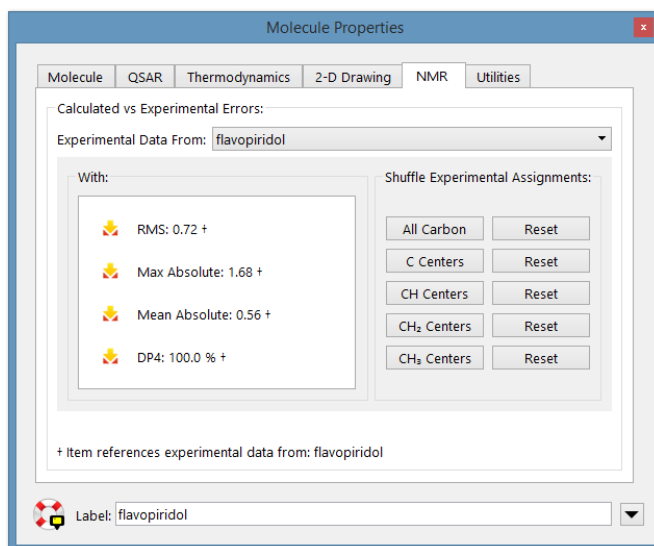 Molecule Properties
x
Molecule QSAR Thermodynamics 2-D Drawing NMR Utilities
Calculated vs Experimental Errors:
Experimental Data From: flavopiridol
With:
RMS: 0.72 †
Max Absolute: 1.68 †
Mean Absolute: 0.56 †
DP4: 100.0 % †
Shuffle Experimental Assignments:
All Carbon Reset
C Centers Reset
CH Centers Reset
CH₂ Centers Reset
CH₃ Centers Reset
† Item references experimental data from: flavopiridol
Label: flavopiridol